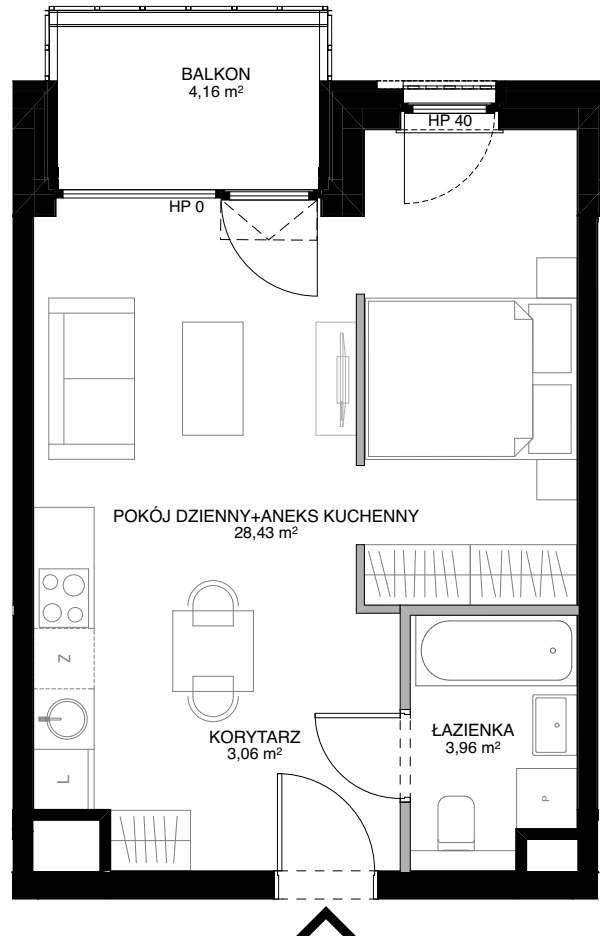 BALKON
4,16 m²
HP 40
HP 0
POKÓJ DZIENNY+ANEKS KUCHENNY
28,43 m²
Z
KORYTARZ
3,06 m²
ŁAZIENKA
3,96 m²
L
P